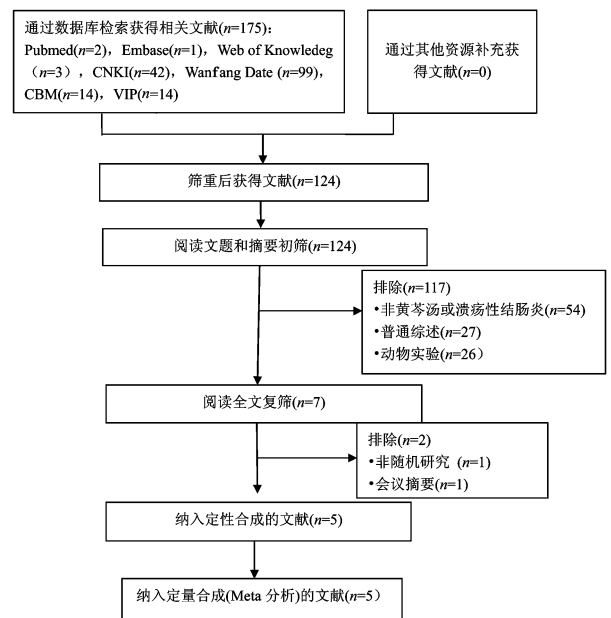 通过数据库检索获得相关文献(n=175):
Pubmed(n=2)，Embase(n=1)，Web of Knowledeg
（n=3），CNKI(n=42)，Wanfang Date (n=99)，
CBM(n=14)，VIP(n=14)
通过其他资源补充获
得文献(n=0)
筛重后获得文献(n=124)
阅读文题和摘要初筛(n=124)
排除(n=117)
•非黄芩汤或溃疡性结肠炎(n=54)
•普通综述(n=27)
•动物实验(n=26）
阅读全文复筛(n=7)
排除(n=2)
•非随机研究 (n=1)
•会议摘要(n=1)
纳入定性合成的文献(n=5)
纳入定量合成(Meta 分析)的文献(n=5）